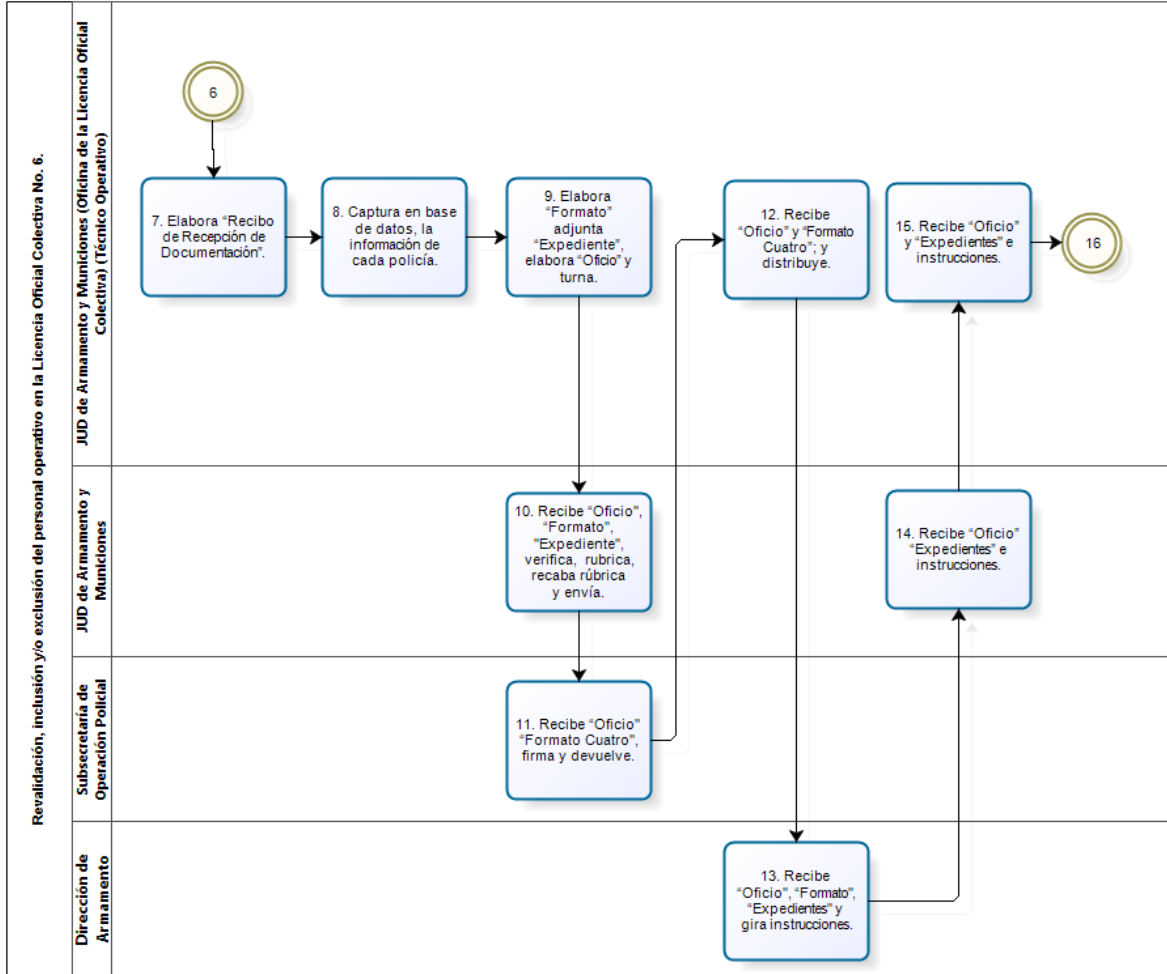 Revalidación, inclusión y/o exclusión del personal operativo en la Licencia Oficial Colectiva No. 6.
JUD de Armamento y Municiones (Oficina de la Licencia Oficial
Colectiva) (Técnico Operativo)
6
7. Elabora “Recibo
de Recepción de
Documentación”.
8. Captura en base
de datos, la
información de
cada policía.
9. Elabora
“Formato”
adjunta
“Expediente”,
elabora “Oficio” y
turna.
12. Recibe
“Oficio” y “Formato
Cuatro”; y
distribuye.
15. Recibe “Oficio”
y “Expedientes” e
instrucciones.
16
JUD de Armamento y
Municiones
10. Recibe “Oficio”,
“Formato”,
"Expediente”,
verifica, rubrica,
recaba rúbrica
y envía.
14. Recibe “Oficio”
“Expedientes” e
instrucciones.
Subsecretaría de
Operación Policial
11. Recibe “Oficio”
“Formato Cuatro”,
firma y devuelve.
Dirección de
Armamento
13. Recibe
“Oficio”, “Formato”,
“Expedientes” y
gira instrucciones.